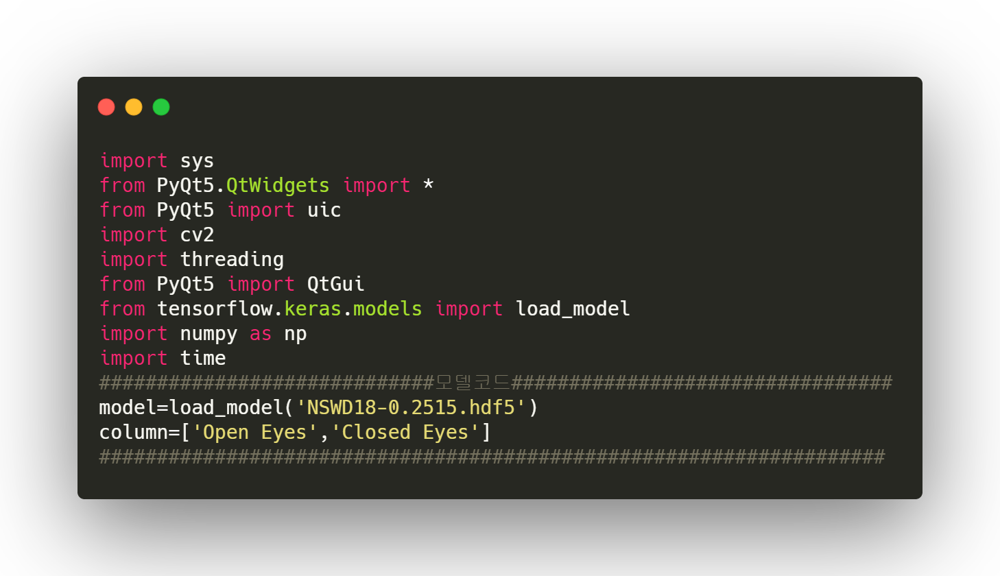 import sys
from PyQt5.QtWidgets import *
from PyQt5 import uic
import cv2
import threading
from PyQt5 import QtGui
from tensorflow.keras.models import load_model
import numpy as np
import time
#############################모델코드#################################
model=load_model('NSWD18-0.2515.hdf5')
column=['Open Eyes','Closed Eyes']
####################################################################